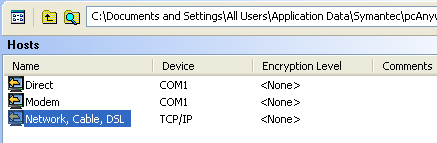 C:\Documents and Settings\All Users\Application Data\Symantec\pcAnyw
Hosts
Name Device Encryption Level Comments
Direct COM1 <None>
Modem COM1 <None>
Network, Cable, DSL TCP/IP <None>